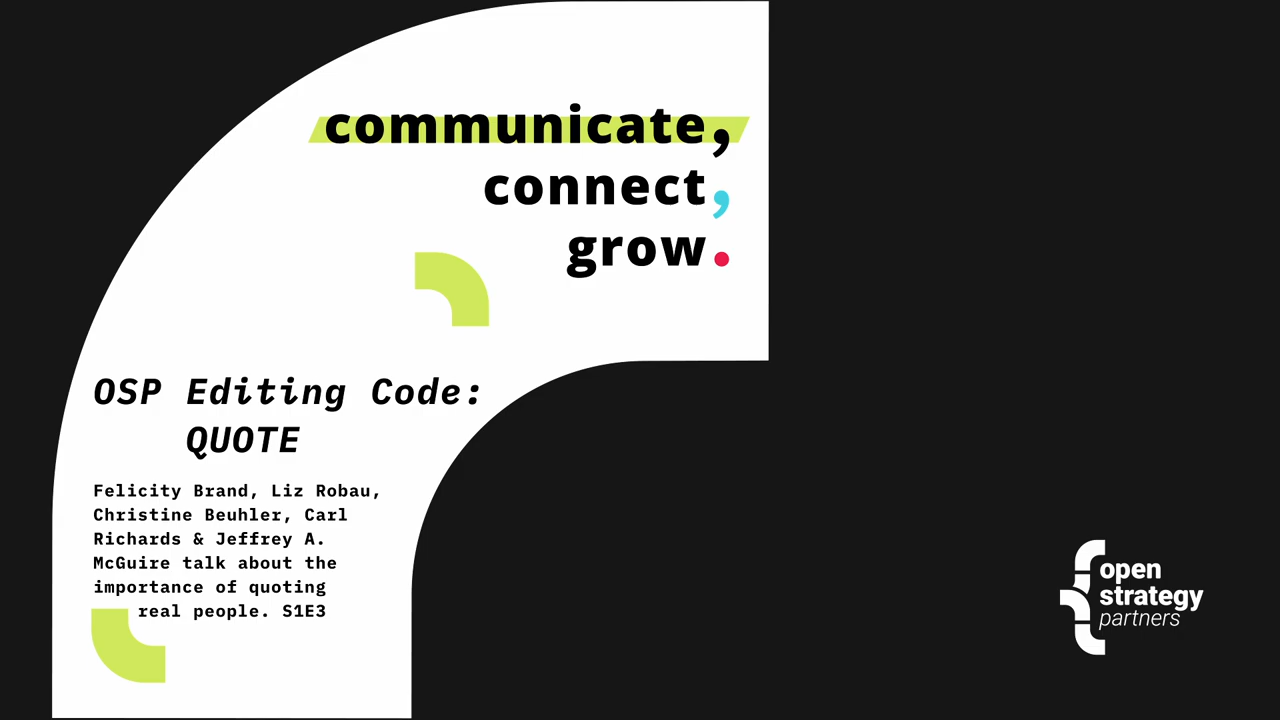 communicate,
connect,
grow.
OSP Editing Code:
QUOTE
Felicity Brand, Liz Robau,
Christine Beuhler, Carl
Richards & Jeffrey A.
McGuire talk about the
importance of quoting
real people. S1E3
open
strategy
partners